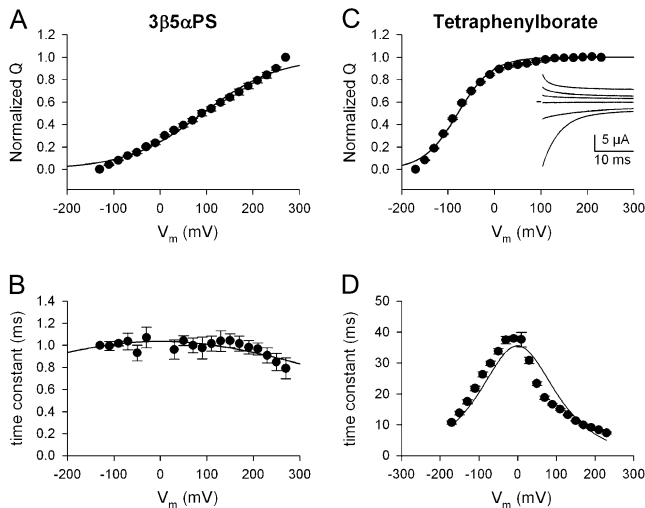 A
3β5αPS
Normalized Q
1.2
1.0
0.8
0.6
0.4
0.2
0.0
-200 -100 0 100 200 300
Vm (mV)
C
Tetraphenylborate
Normalized Q
1.2
1.0
0.8
0.6
0.4
0.2
0.0
5 µA
10 ms
-200 -100 0 100 200 300
Vm (mV)
B
time constant (ms)
1.4
1.2
1.0
0.8
0.6
0.4
0.2
0.0
-200 -100 0 100 200 300
Vm (mV)
D
time constant (ms)
50
40
30
20
10
0
-300 -200 -100 0 100 200 300
Vm (mV)